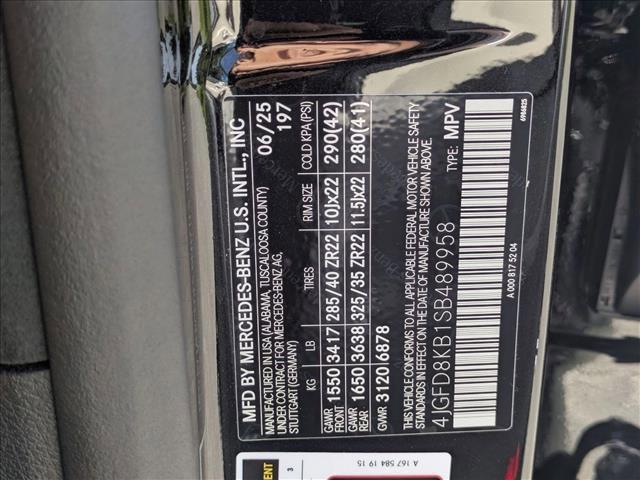 MFD BY MERCEDES-BENZ U.S. INTL., INC
MANUFACTURED IN USA (ALABAMA, TUSCALOOSA COUNTY) 06/25
UNDER CONTRACT FOR MERCEDES-BENZ AG, 197
STUTTGART (GERMANY)
KG LB TIRES RIM SIZE COLD KPA (PSI)
GAWR 1550 3417 285/40 ZR22 10Jx22 290(42)
FRONT
GAWR 1650 3638 325/35 ZR22 11.5Jx22 280(41)
REAR
GVWR 3120 6878
THIS VEHICLE CONFORMS TO ALL APPLICABLE FEDERAL MOTOR VEHICLE SAFETY
STANDARDS IN EFFECT ON THE DATE OF MANUFACTURE SHOWN ABOVE.
4JGFD8KB1SB489958 TYPE: MPV
A 000 817 52 04 6986825
A 167 584 19 15
3